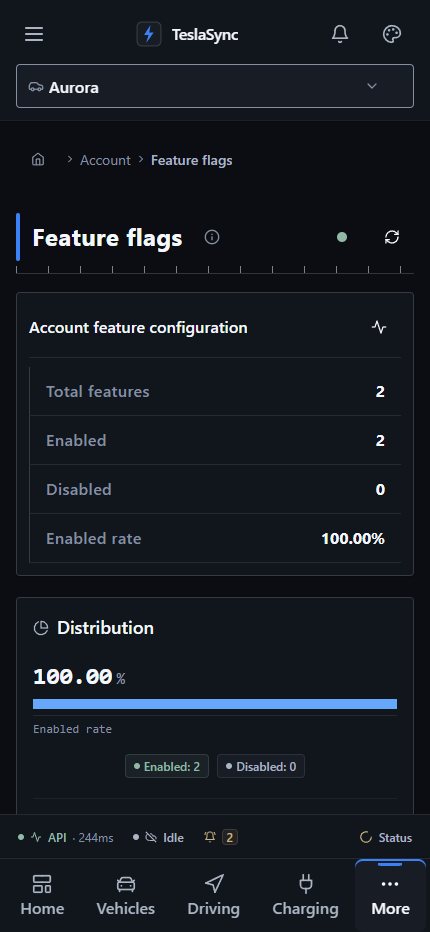 TeslaSync
Aurora
Account Feature flags
Feature flags
Account feature configuration
Total features 2
Enabled 2
Disabled 0
Enabled rate 100.00%
Distribution
100.00 %
Enabled rate
Enabled: 2 Disabled: 0
API · 244ms Idle 2 Status
Home Vehicles Driving Charging More